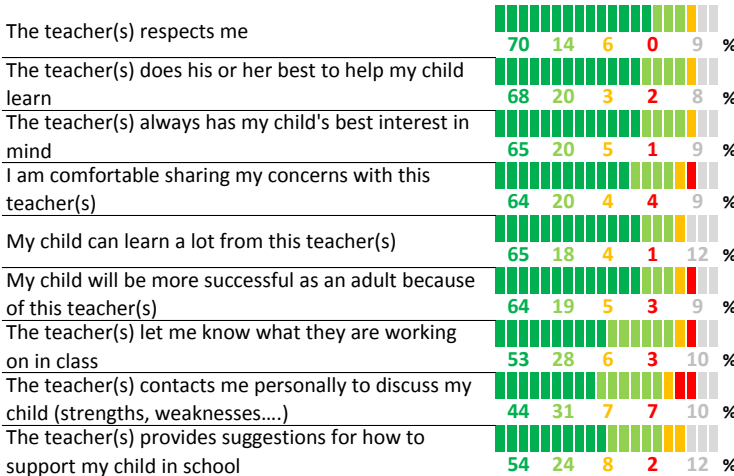 The teacher(s) respects me
70 14 6 0 9 %
The teacher(s) does his or her best to help my child
learn
68 20 3 2 8 %
The teacher(s) always has my child's best interest in
mind
65 20 5 1 9 %
I am comfortable sharing my concerns with this
teacher(s)
64 20 4 4 9 %
My child can learn a lot from this teacher(s)
65 18 4 1 12 %
My child will be more successful as an adult because
of this teacher(s)
64 19 5 3 9 %
The teacher(s) let me know what they are working
on in class
53 28 6 3 10 %
The teacher(s) contacts me personally to discuss my
child (strengths, weaknesses....)
44 31 7 7 10 %
The teacher(s) provides suggestions for how to
support my child in school
54 24 8 2 12 %